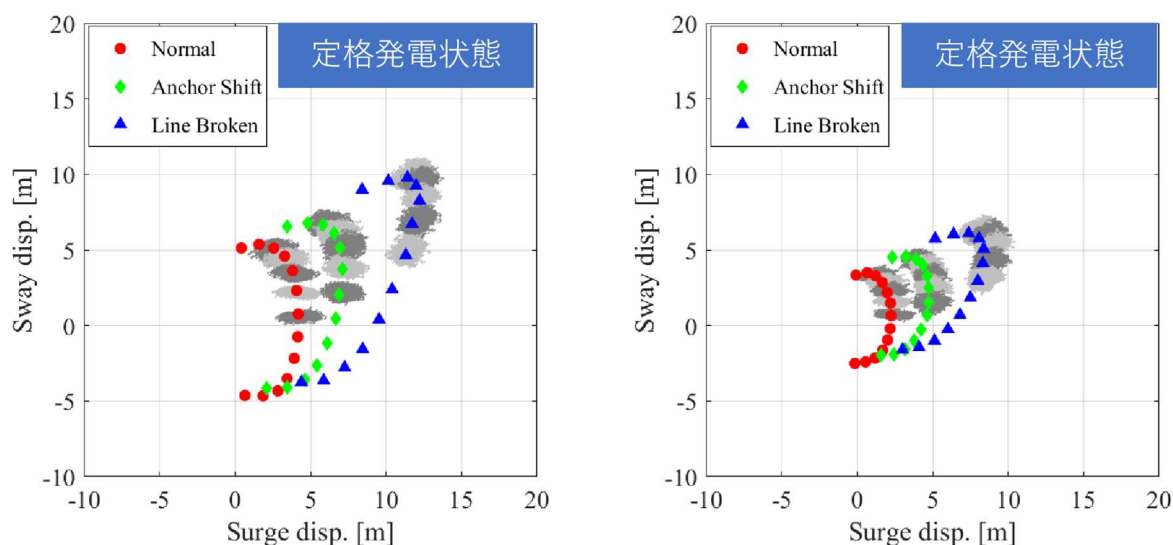 20
15
10
5
0
-5
-10
Sway disp. [m]
Normal
Anchor Shift
Line Broken
定格発電状態
-10
-5
0
5
10
15
20
Surge disp. [m]
20
15
10
5
0
-5
-10
Sway disp. [m]
Normal
Anchor Shift
Line Broken
定格発電状態
-10
-5
0
5
10
15
20
Surge disp. [m]